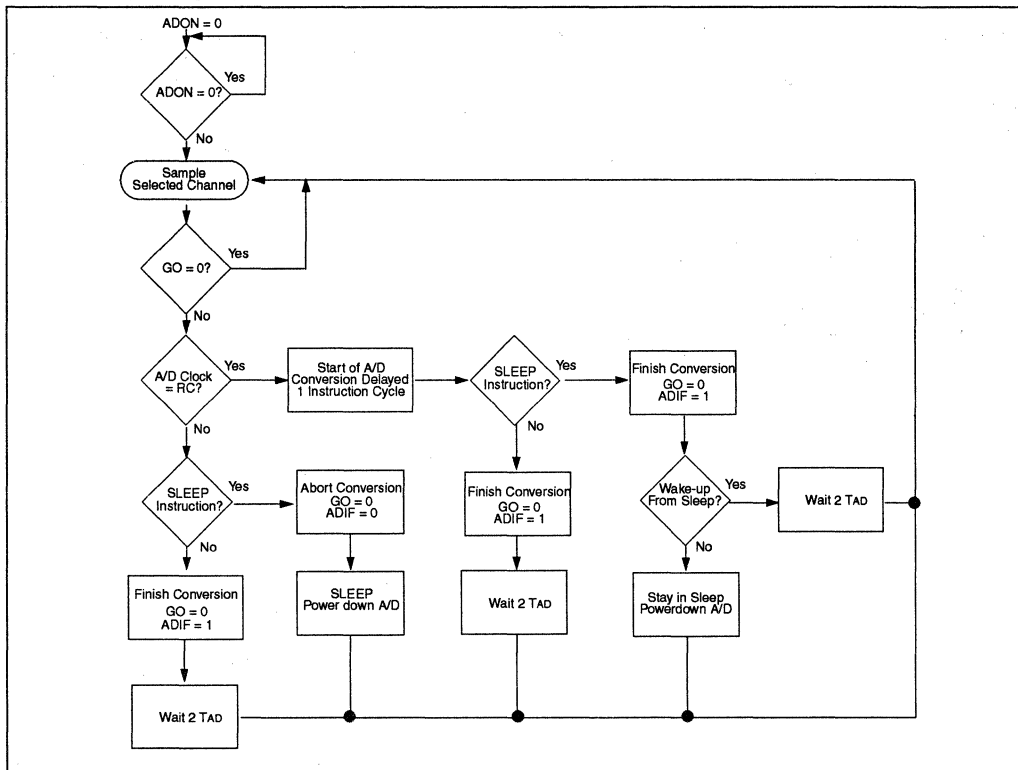 ADON = 0
ADON = 0?
Yes
No
Sample
Selected Channel
GO = 0?
Yes
No
A/D Clock
= RC?
Yes
No
Start of A/D
Conversion Delayed
1 Instruction Cycle
SLEEP
Instruction?
Yes
No
Finish Conversion
GO = 0
ADIF = 1
SLEEP
Instruction?
Yes
No
Abort Conversion
GO = 0
ADIF = 0
Finish Conversion
GO = 0
ADIF = 1
Wake-up
From Sleep?
Yes
No
Wait 2 TAD
Finish Conversion
GO = 0
ADIF = 1
SLEEP
Power down A/D
Wait 2 TAD
Stay in Sleep
Powerdown A/D
Wait 2 TAD